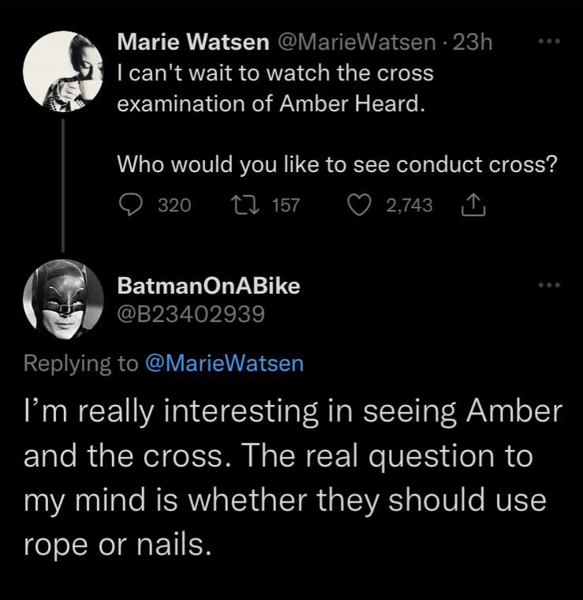 Marie Watsen @MarieWatsen · 23h
I can't wait to watch the cross
examination of Amber Heard.
Who would you like to see conduct cross?
320 157 2,743
BatmanOnABike
@B23402939
Replying to @MarieWatsen
I’m really interesting in seeing Amber
and the cross. The real question to
my mind is whether they should use
rope or nails.